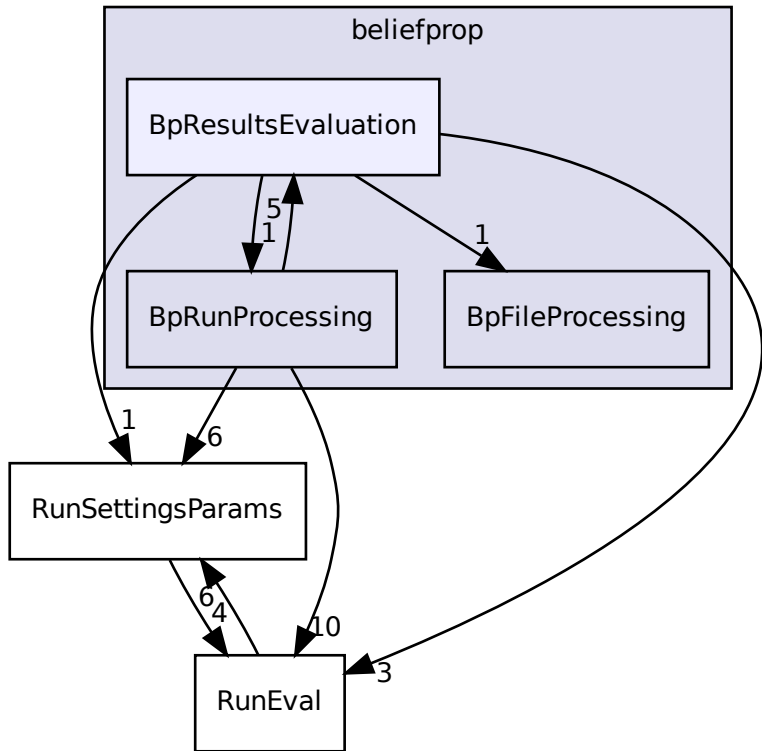 beliefprop
BpResultsEvaluation
5
1
1
BpRunProcessing
BpFileProcessing
1
6
RunSettingsParams
6
4
10
3
RunEval